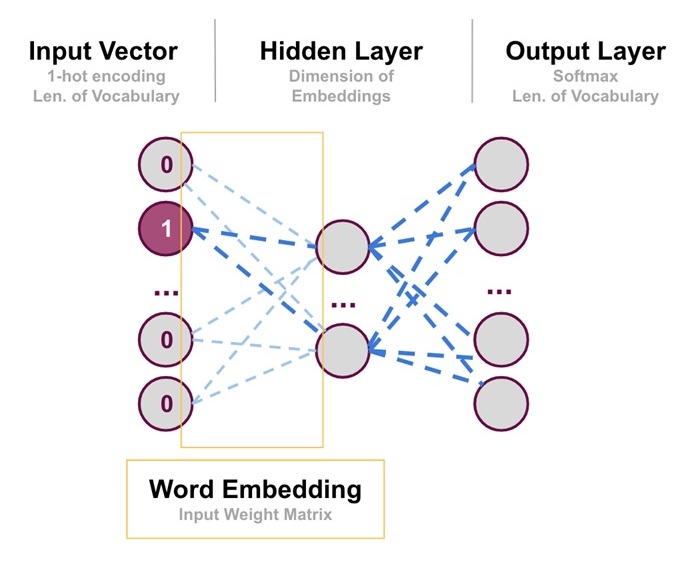 Input Vector
1-hot encoding
Len. of Vocabulary
Hidden Layer
Dimension of
Embeddings
Output Layer
Softmax
Len. of Vocabulary
0
1
...
0
0
...
...
Word Embedding
Input Weight Matrix